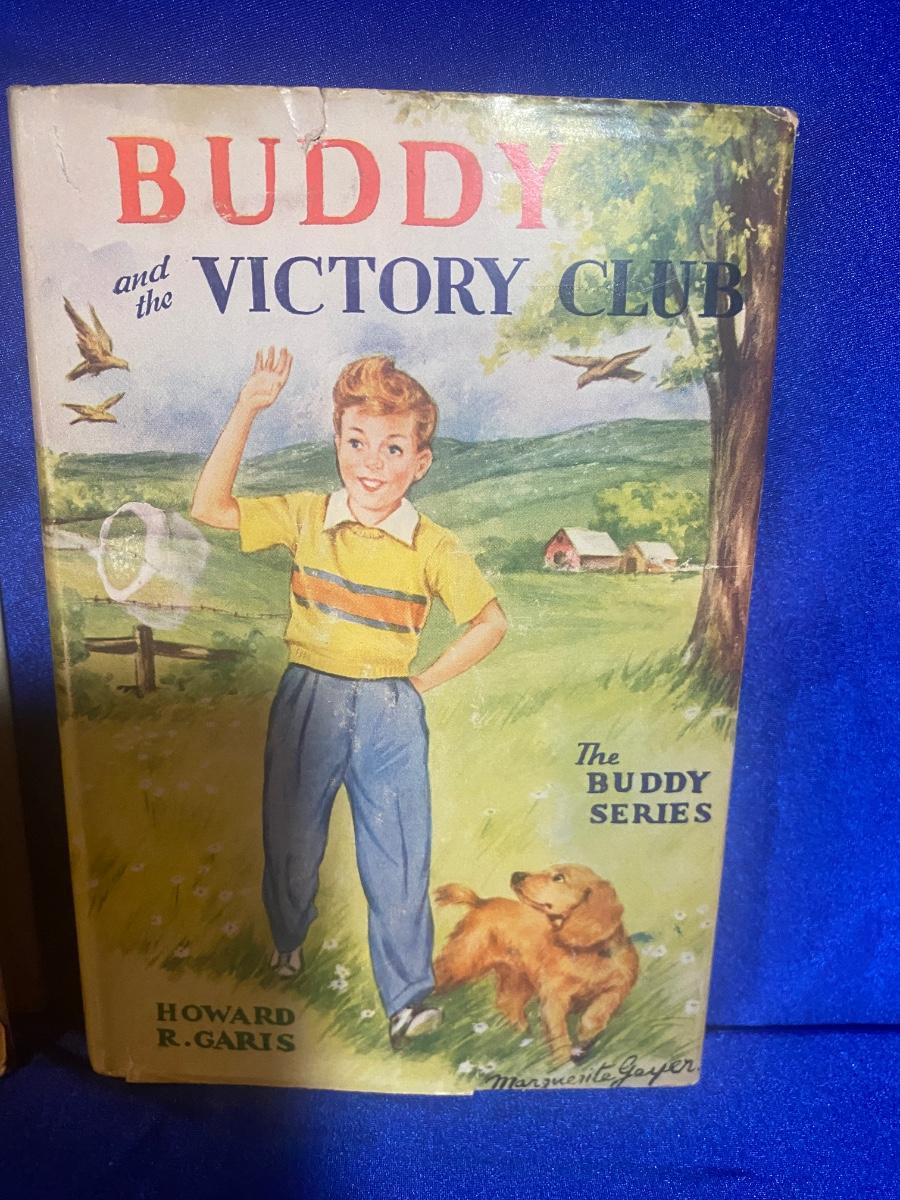 BUDDY
and the VICTORY CLUB
The
BUDDY
SERIES
HOWARD
R. GARIS
Marguerite Gayer.